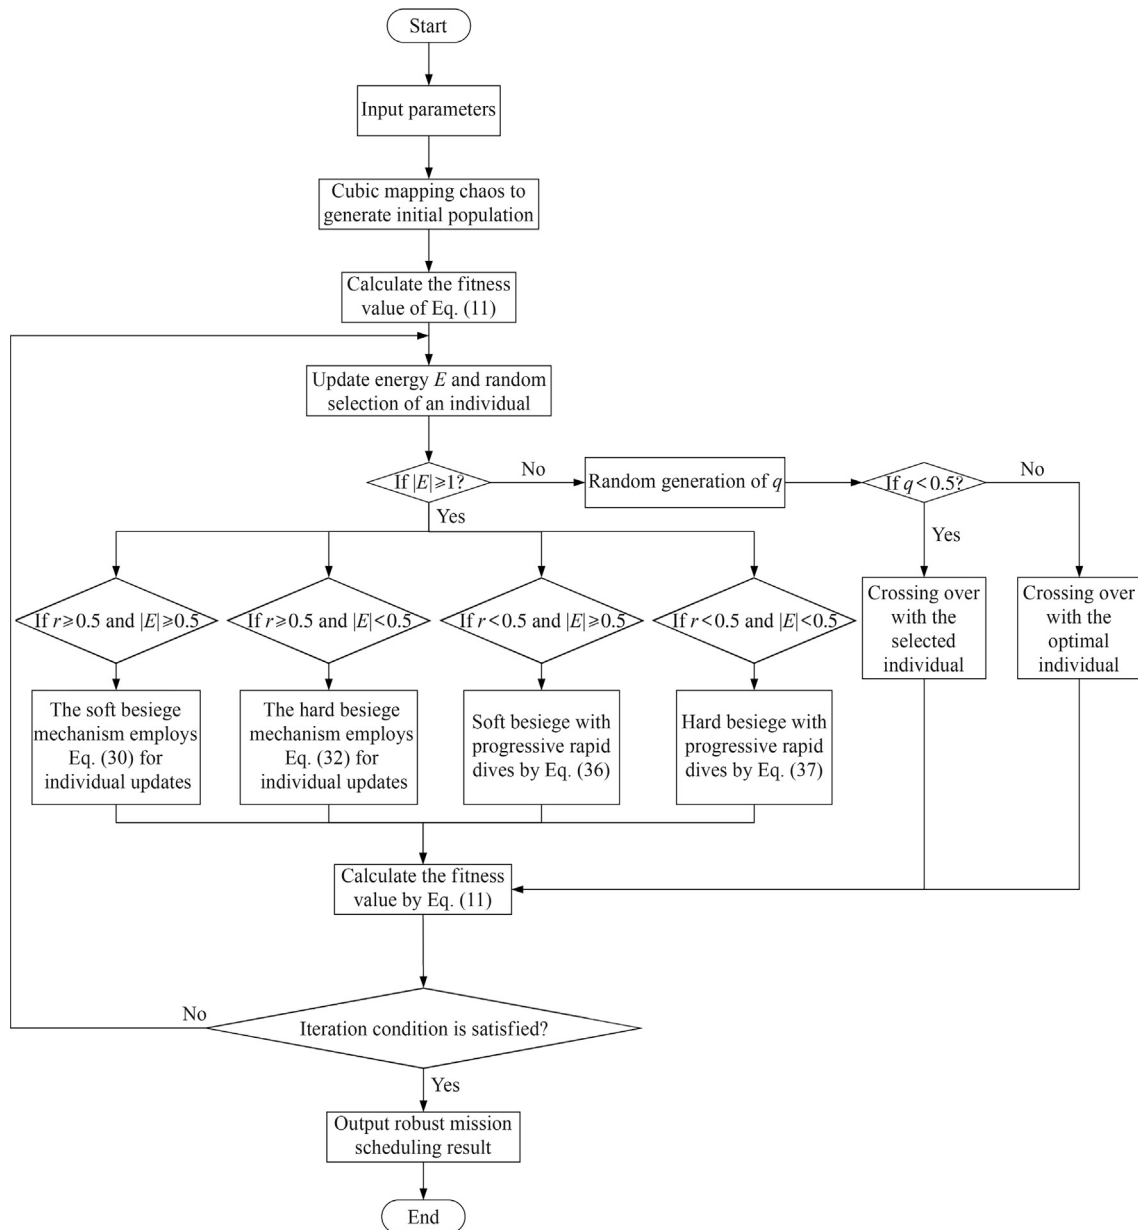 Start
Input parameters
Cubic mapping chaos to
generate initial population
Calculate the fitness
value of Eq. (11)
Update energy E and random
selection of an individual
If |E|⩾1?
No
Random generation of q
If q<0.5?
No
Yes
Yes
If r⩾0.5 and |E|⩾0.5
If r⩾0.5 and |E|<0.5
If r<0.5 and |E|⩾0.5
If r<0.5 and |E|<0.5
Crossing over
with the
selected
individual
Crossing over
with the
optimal
individual
The soft besiege
mechanism employs
Eq. (30) for
individual updates
The hard besiege
mechanism employs
Eq. (32) for
individual updates
Soft besiege with
progressive rapid
dives by Eq. (36)
Hard besiege with
progressive rapid
dives by Eq. (37)
Calculate the fitness
value by Eq. (11)
No
Iteration condition is satisfied?
Yes
Output robust mission
scheduling result
End